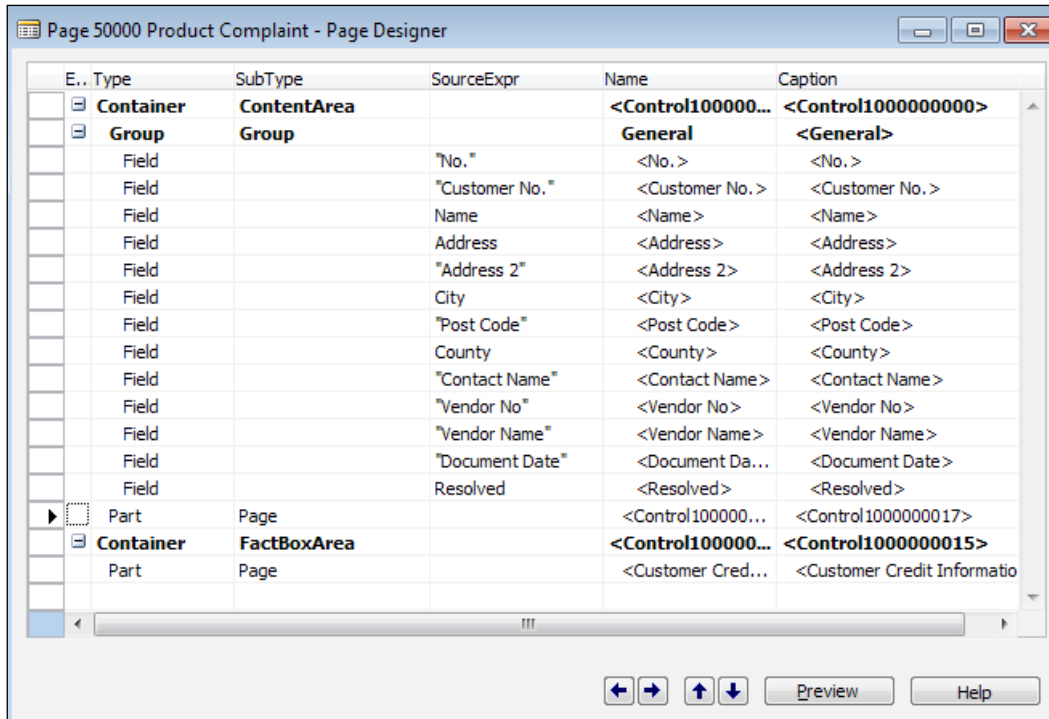 Page 50000 Product Complaint - Page Designer
E.. Type SubType SourceExpr Name Caption
Container ContentArea <Control100000... <Control1000000000>
Group Group General <General>
Field "No." <No.> <No.>
Field "Customer No." <Customer No.> <Customer No.>
Field Name <Name> <Name>
Field Address <Address> <Address>
Field "Address 2" <Address 2> <Address 2>
Field City <City> <City>
Field "Post Code" <Post Code> <Post Code>
Field County <County> <County>
Field "Contact Name" <Contact Name> <Contact Name>
Field "Vendor No" <Vendor No> <Vendor No>
Field "Vendor Name" <Vendor Name> <Vendor Name>
Field "Document Date" <Document Da... <Document Date>
Field Resolved <Resolved> <Resolved>
Part Page <Control100000... <Control1000000017>
Container FactBoxArea <Control100000... <Control1000000015>
Part Page <Customer Cred... <Customer Credit Informatio
Preview Help